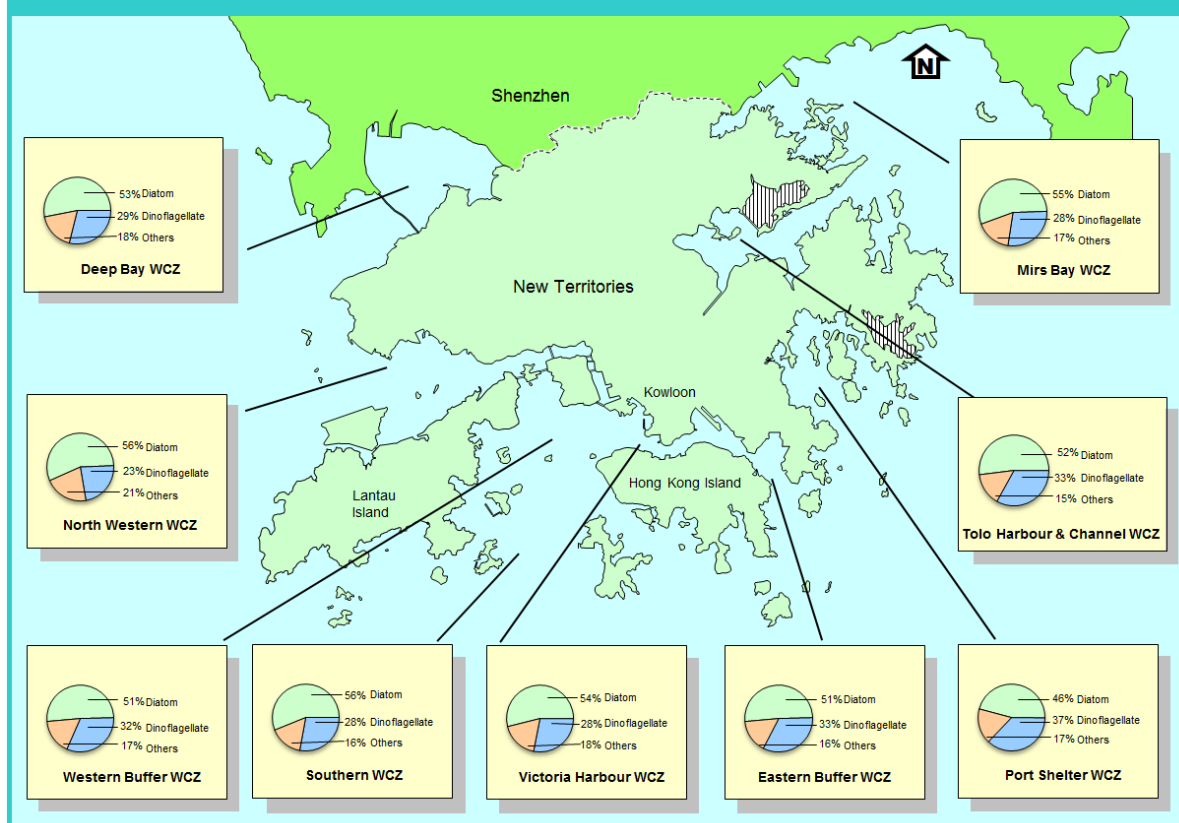 N
Shenzhen
53% Diatom
29% Dinoflagellate
18% Others
Deep Bay WCZ
55% Diatom
28% Dinoflagellate
17% Others
Mirs Bay WCZ
New Territories
Kowloon
56% Diatom
23% Dinoflagellate
21% Others
North Western WCZ
52% Diatom
33% Dinoflagellate
15% Others
Tolo Harbour & Channel WCZ
Lantau
Island
Hong Kong Island
51% Diatom
32% Dinoflagellate
17% Others
Western Buffer WCZ
56% Diatom
28% Dinoflagellate
16% Others
Southern WCZ
54% Diatom
28% Dinoflagellate
18% Others
Victoria Harbour WCZ
51% Diatom
33% Dinoflagellate
16% Others
Eastern Buffer WCZ
46% Diatom
37% Dinoflagellate
17% Others
Port Shelter WCZ